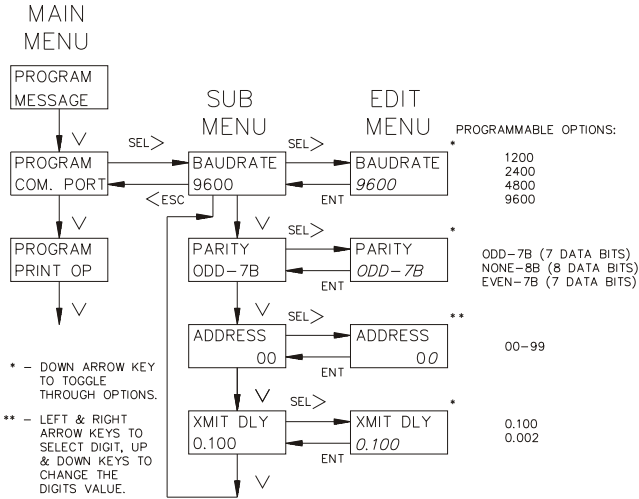 MAIN
MENU
PROGRAM
MESSAGE
SUB
MENU
EDIT
MENU
SEL>
PROGRAM
COM. PORT
BAUDRATE
9600
SEL>
BAUDRATE
9600
*
<ESC
ENT
PROGRAMMABLE OPTIONS:
1200
2400
4800
9600
PROGRAM
PRINT OP
PARITY
ODD-7B
SEL>
PARITY
ODD-7B
*
ENT
ODD-7B (7 DATA BITS)
NONE-8B (8 DATA BITS)
EVEN-7B (7 DATA BITS)
ADDRESS
00
SEL>
ADDRESS
00
**
ENT
00-99
XMIT DLY
0.100
SEL>
XMIT DLY
0.100
*
ENT
0.100
0.002
* - DOWN ARROW KEY
TO TOGGLE
THROUGH OPTIONS.
** - LEFT & RIGHT
ARROW KEYS TO
SELECT DIGIT, UP
& DOWN KEYS TO
CHANGE THE
DIGITS VALUE.